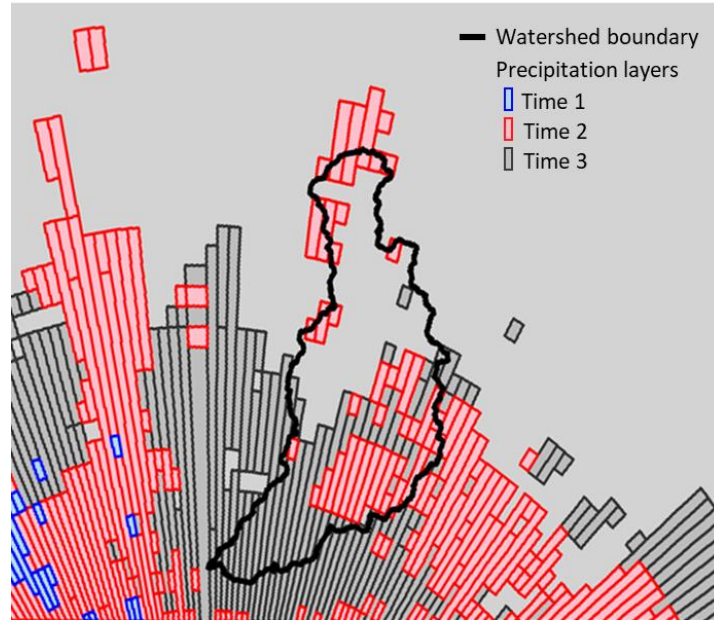 Watershed boundary
Precipitation layers
Time 1
Time 2
Time 3